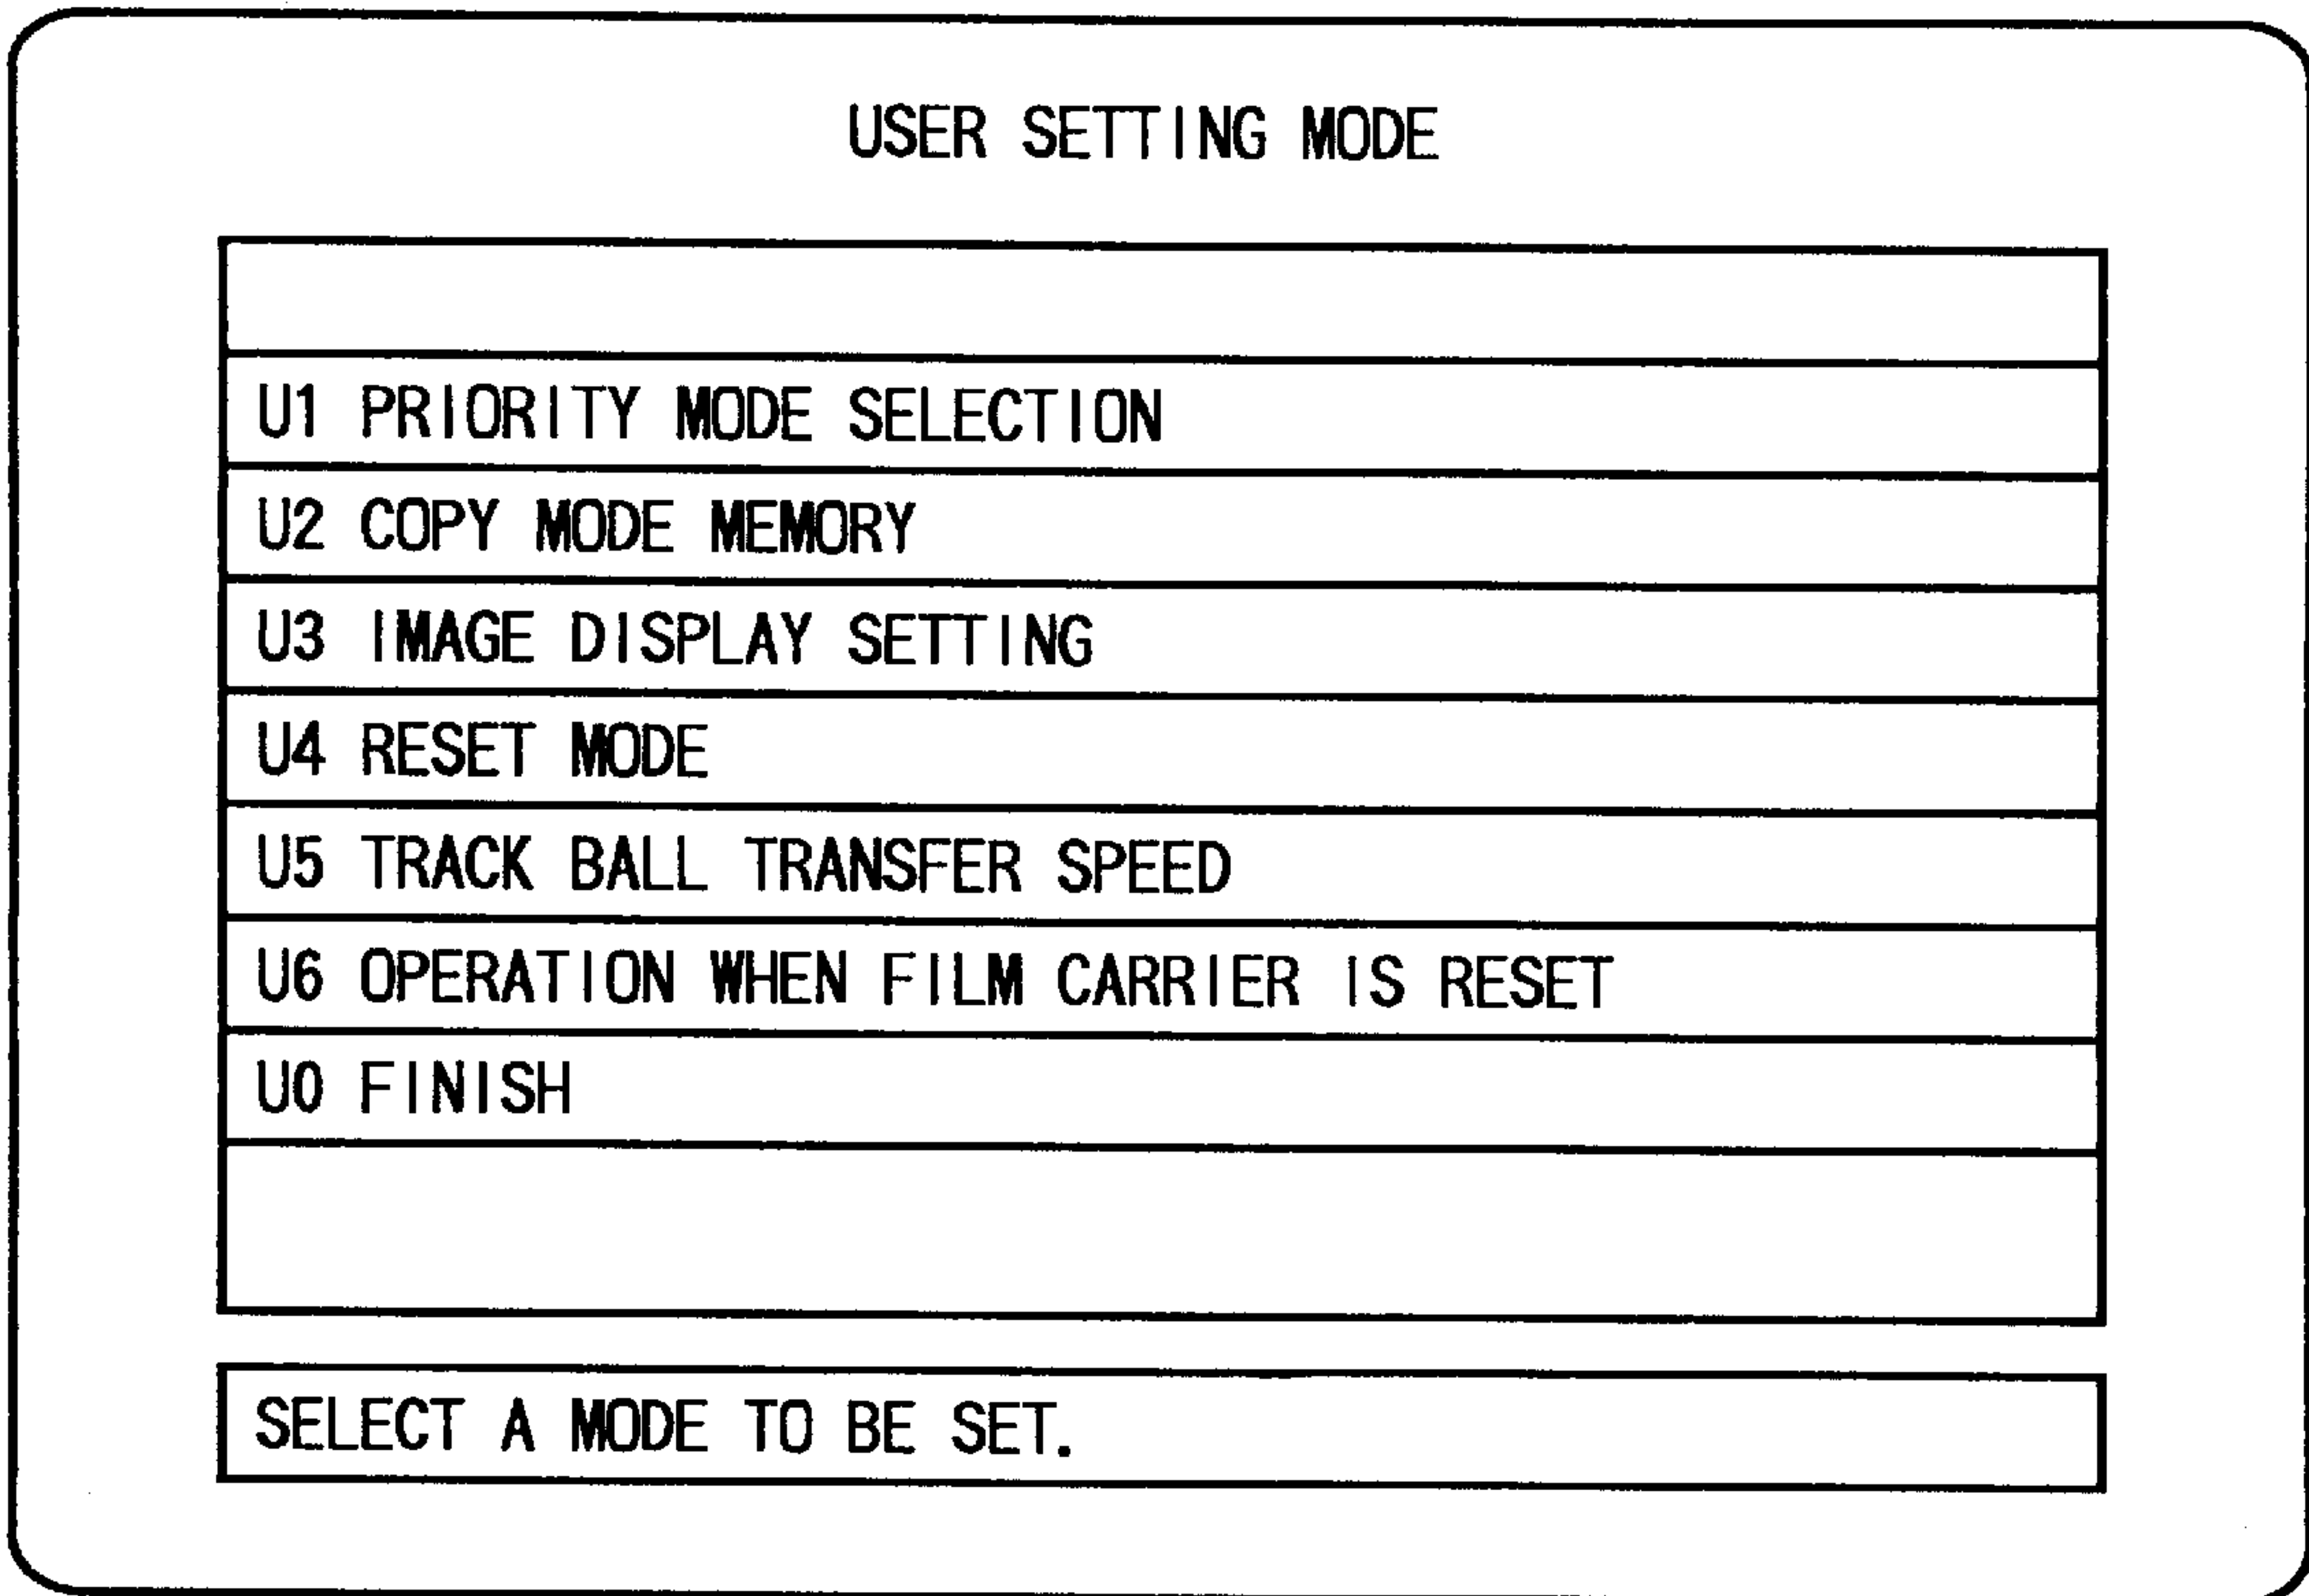 USER SETTING MODE
U1 PRIORITY MODE SELECTION
U2 COPY MODE MEMORY
U3 IMAGE DISPLAY SETTING
U4 RESET MODE
U5 TRACK BALL TRANSFER SPEED
U6 OPERATION WHEN FILM CARRIER IS RESET
U0 FINISH
SELECT A MODE TO BE SET.